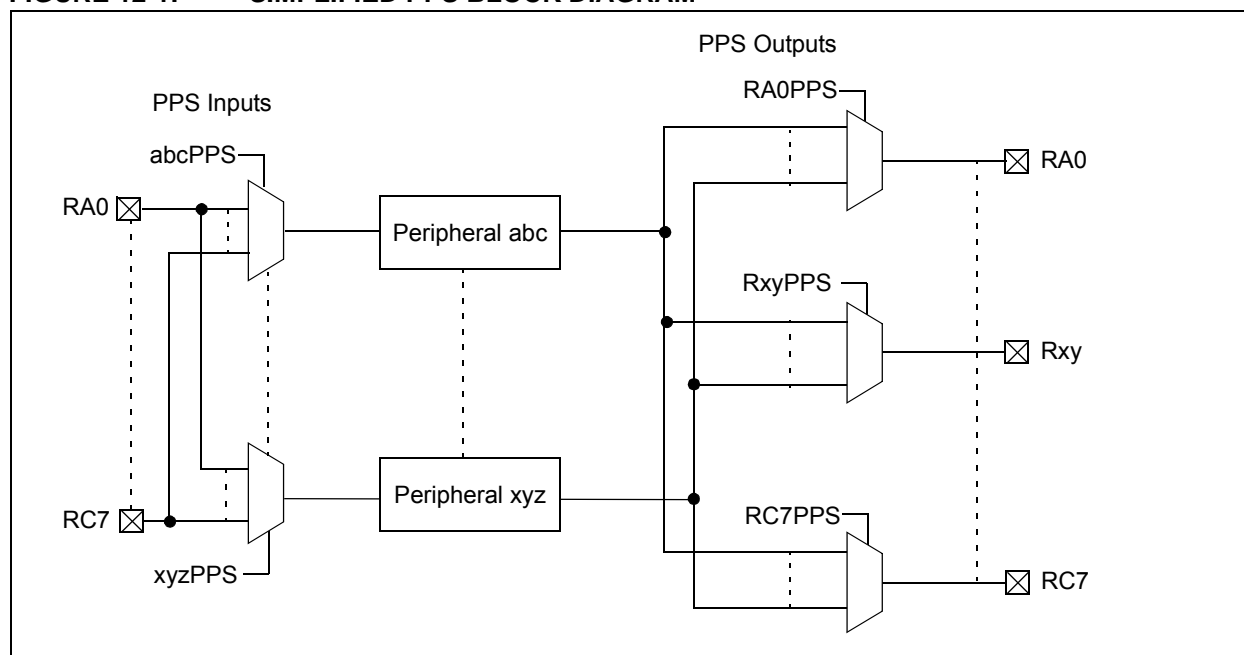 PPS Outputs
RA0PPS
PPS Inputs
abcPPS
RA0
RA0
Peripheral abc
RxyPPS
Rxy
Peripheral xyz
RC7
RC7PPS
xyzPPS
RC7